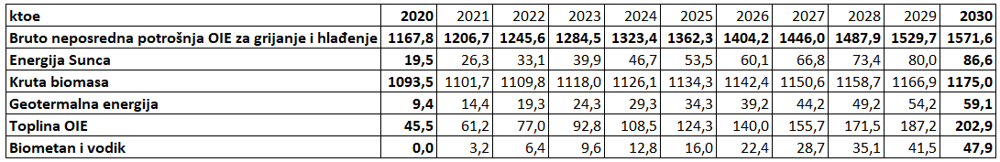 ktoe 2020 2021 2022 2023 2024 2025 2026 2027 2028 2029 2030
Bruto neposredna potrošnja OIE za grijanje i hlađenje 1167,8 1206,7 1245,6 1284,5 1323,4 1362,3 1404,2 1446,0 1487,9 1529,7 1571,6
Energija Sunca 19,5 26,3 33,1 39,9 46,7 53,5 60,1 66,8 73,4 80,0 86,6
Kruta biomasa 1093,5 1101,7 1109,8 1118,0 1126,1 1134,3 1142,4 1150,6 1158,7 1166,9 1175,0
Geotermalna energija 9,4 14,4 19,3 24,3 29,3 34,3 39,2 44,2 49,2 54,2 59,1
Toplina OIE 45,5 61,2 77,0 92,8 108,5 124,3 140,0 155,7 171,5 187,2 202,9
Biometan i vodik 0,0 3,2 6,4 9,6 12,8 16,0 22,4 28,7 35,1 41,5 47,9